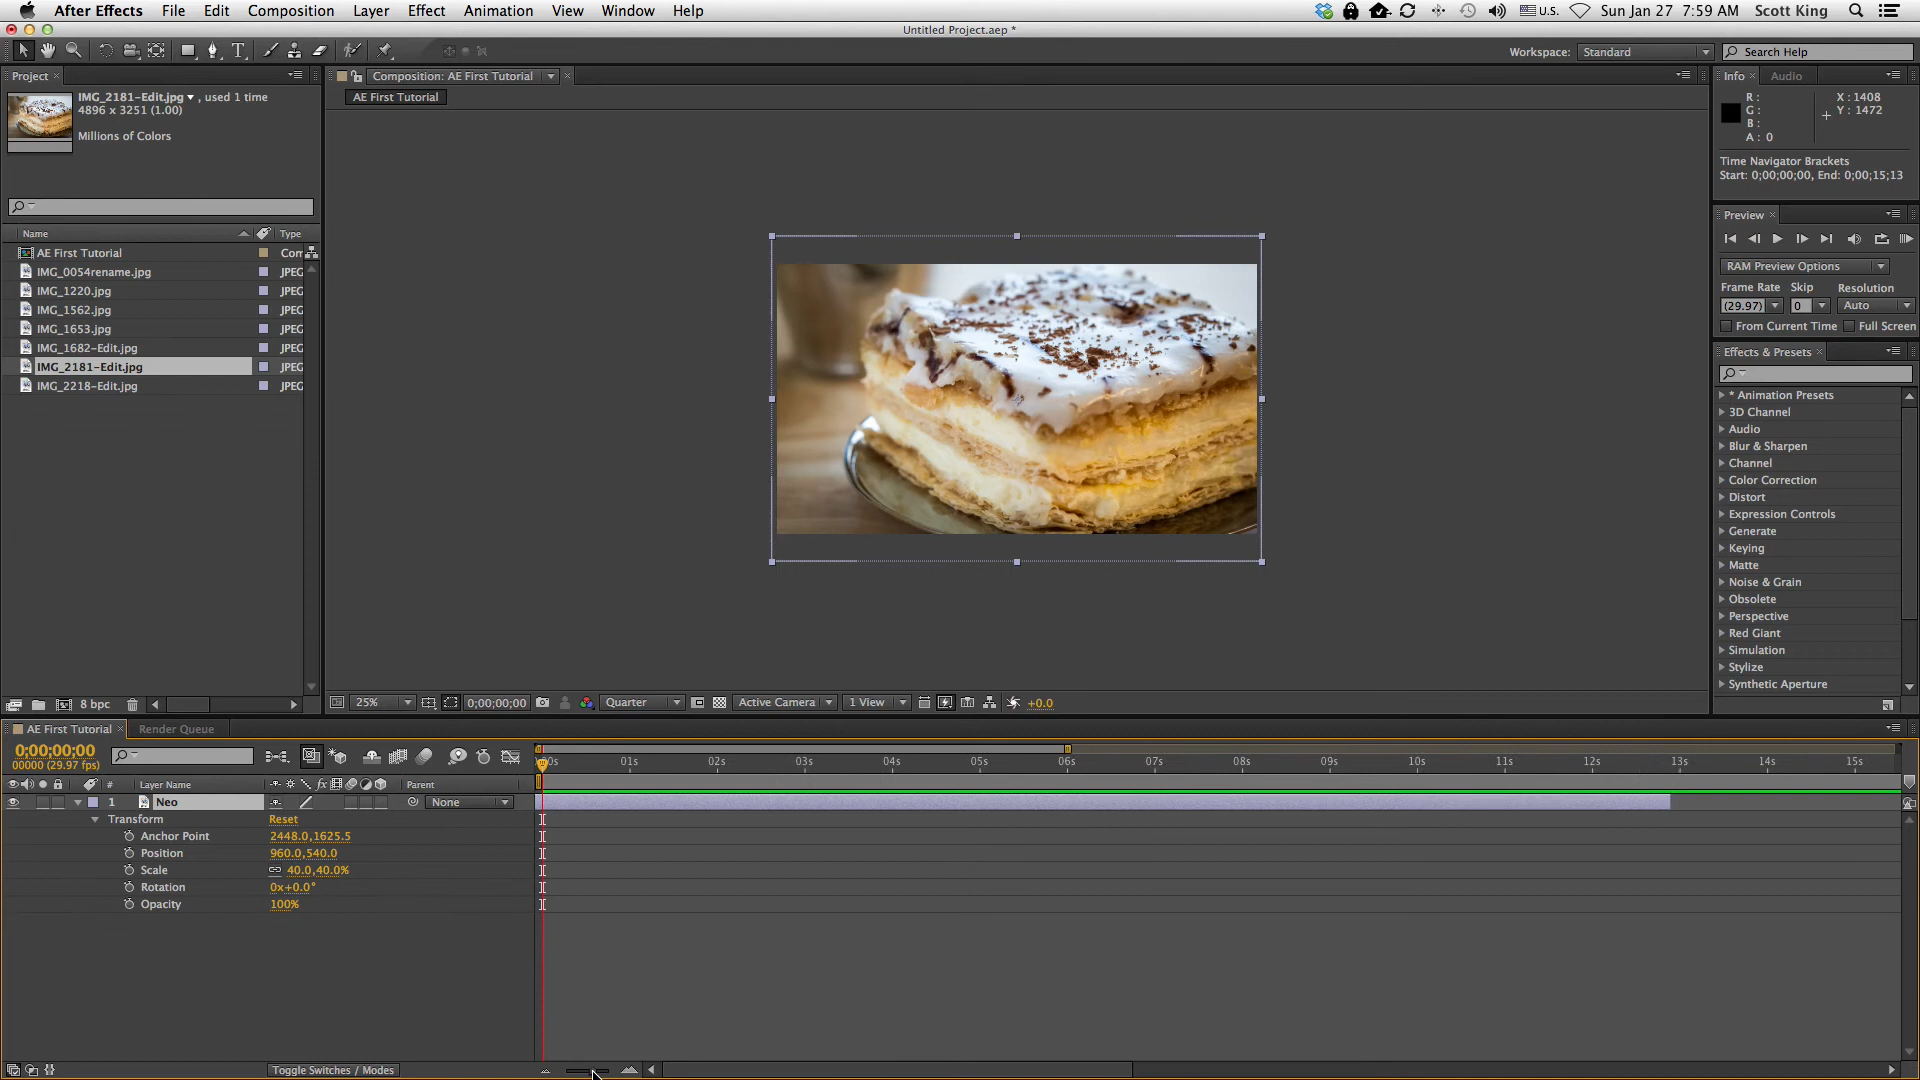 After Effects File Edit Composition Layer Effect Animation View Window Help U.S. Sun Jan 27 7:59 AM Scott King
Untitled Project.aep *
T Workspace: Standard Search Help
Project × Composition: AE First Tutorial × Info × Audio
IMG_2181-Edit.jpg ▾ , used 1 time
4896 x 3251 (1.00)
Millions of Colors
AE First Tutorial
R :
G :
B :
A : 0
X : 1408
Y : 1472
Time Navigator Brackets
Start: 0;00;00;00, End: 0;00;15;13
Preview ×
RAM Preview Options
Frame Rate Skip Resolution
(29.97) 0 Auto
From Current Time Full Screen
Effects & Presets ×
* Animation Presets
3D Channel
Audio
Blur & Sharpen
Channel
Color Correction
Distort
Expression Controls
Generate
Keying
Matte
Noise & Grain
Obsolete
Perspective
Red Giant
Simulation
Stylize
Synthetic Aperture
Name Type
AE First Tutorial Com
IMG_0054rename.jpg JPEG
IMG_1220.jpg JPEG
IMG_1562.jpg JPEG
IMG_1653.jpg JPEG
IMG_1682-Edit.jpg JPEG
IMG_2181-Edit.jpg JPEG
IMG_2218-Edit.jpg JPEG
8 bpc
25% 0;00;00;00 Quarter Active Camera 1 View +0.0
AE First Tutorial × Render Queue
0;00;00;00
00000 (29.97 fps)
00s 01s 02s 03s 04s 05s 06s 07s 08s 09s 10s 11s 12s 13s 14s 15s
# Layer Name fx Parent
1 Neo None
Transform Reset
Anchor Point 2448.0,1625.5
Position 960.0,540.0
Scale 40.0,40.0%
Rotation 0x+0.0°
Opacity 100%
Toggle Switches / Modes